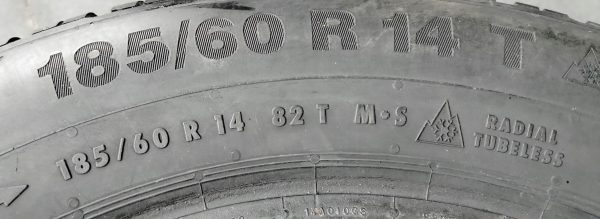 185/60 R 14 T
185/60 R 14 82 T M•S
RADIAL
TUBELESS